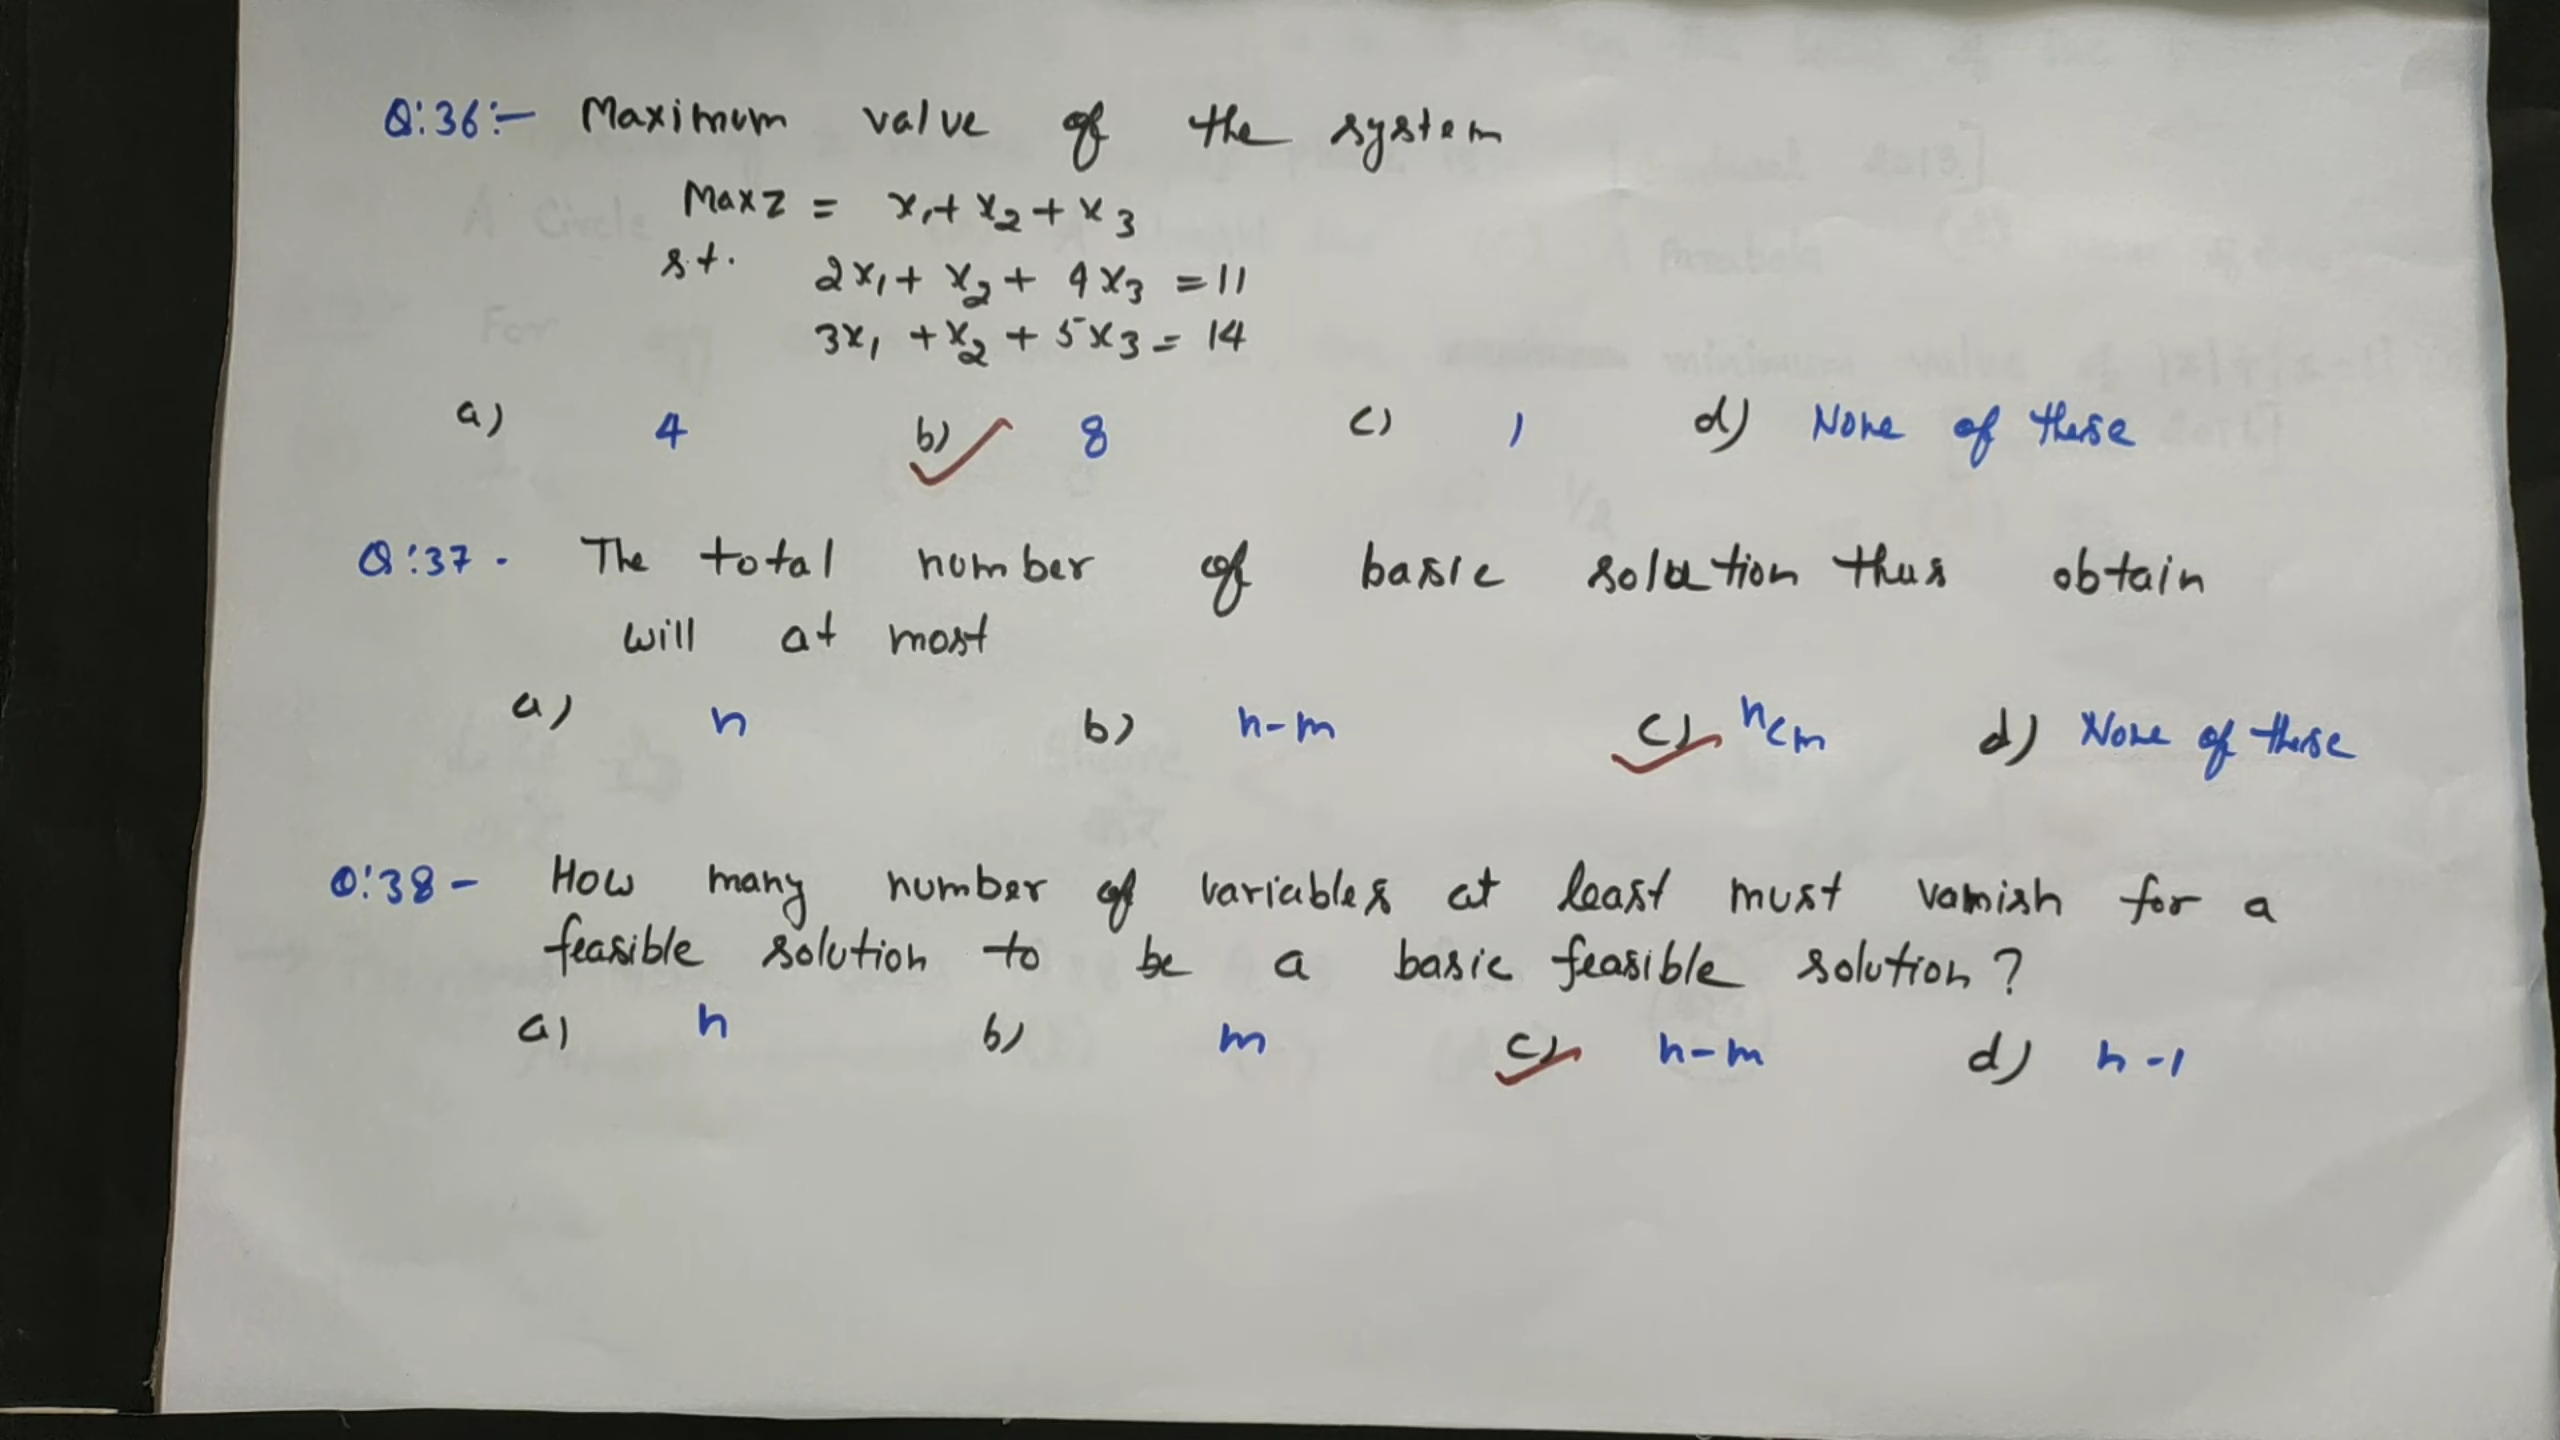 Q:36:- Maximum value of the system
Max Z = x₁ + x₂ + x₃
s.t. 2x₁ + x₂ + 4x₃ = 11
3x₁ + x₂ + 5x₃ = 14
a) 4 b) 8 c) 1 d) None of these
Q:37- The total number of basic solution thus obtain
will at most
a) n b) n-m c) ⁿcₘ d) None of these
Q:38- How many number of variables at least must vanish for a
feasible solution to be a basic feasible solution?
a) n b) m c) n-m d) n-1